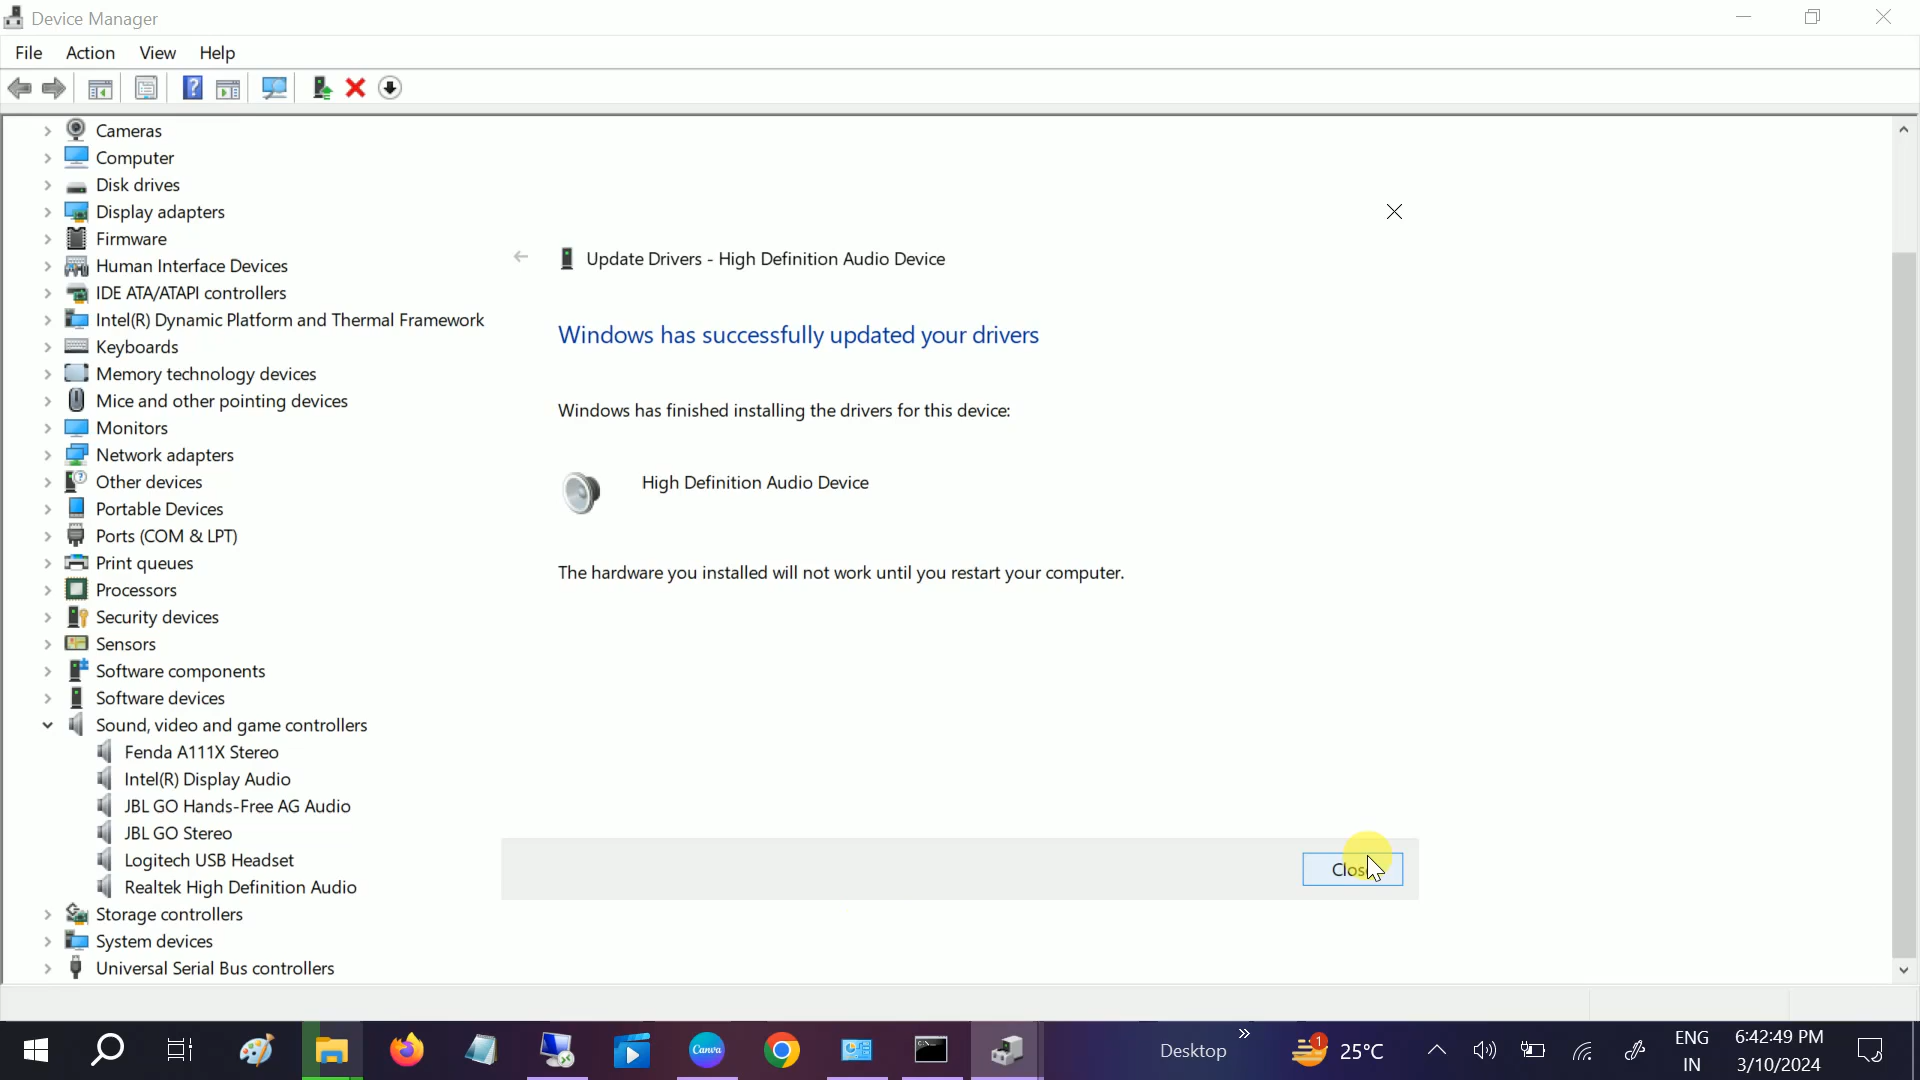 Device Manager
File Action View Help
Cameras
Computer
Disk drives
Display adapters
Firmware
Human Interface Devices
IDE ATA/ATAPI controllers
Intel(R) Dynamic Platform and Thermal Framework
Keyboards
Memory technology devices
Mice and other pointing devices
Monitors
Network adapters
Other devices
Portable Devices
Ports (COM & LPT)
Print queues
Processors
Security devices
Sensors
Software components
Software devices
Sound, video and game controllers
Fenda A111X Stereo
Intel(R) Display Audio
JBL GO Hands-Free AG Audio
JBL GO Stereo
Logitech USB Headset
Realtek High Definition Audio
Storage controllers
System devices
Universal Serial Bus controllers
Update Drivers - High Definition Audio Device
Windows has successfully updated your drivers
Windows has finished installing the drivers for this device:
High Definition Audio Device
The hardware you installed will not work until you restart your computer.
Close
Canva
Desktop
1
25°C
ENG
IN
6:42:49 PM
3/10/2024